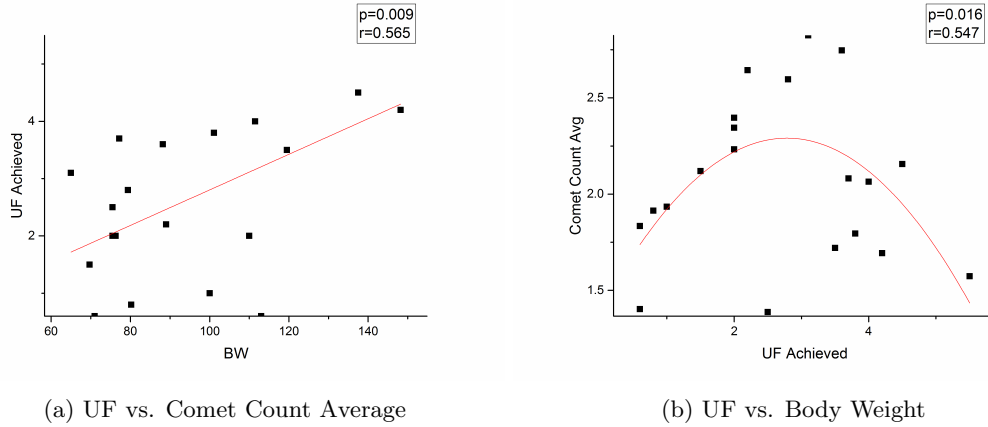 p=0.009
r=0.565
UF Achieved
4
2
60
80
100
120
140
BW
(a) UF vs. Comet Count Average
p=0.016
r=0.547
Comet Count Avg
2.5
2.0
1.5
2
4
UF Achieved
(b) UF vs. Body Weight